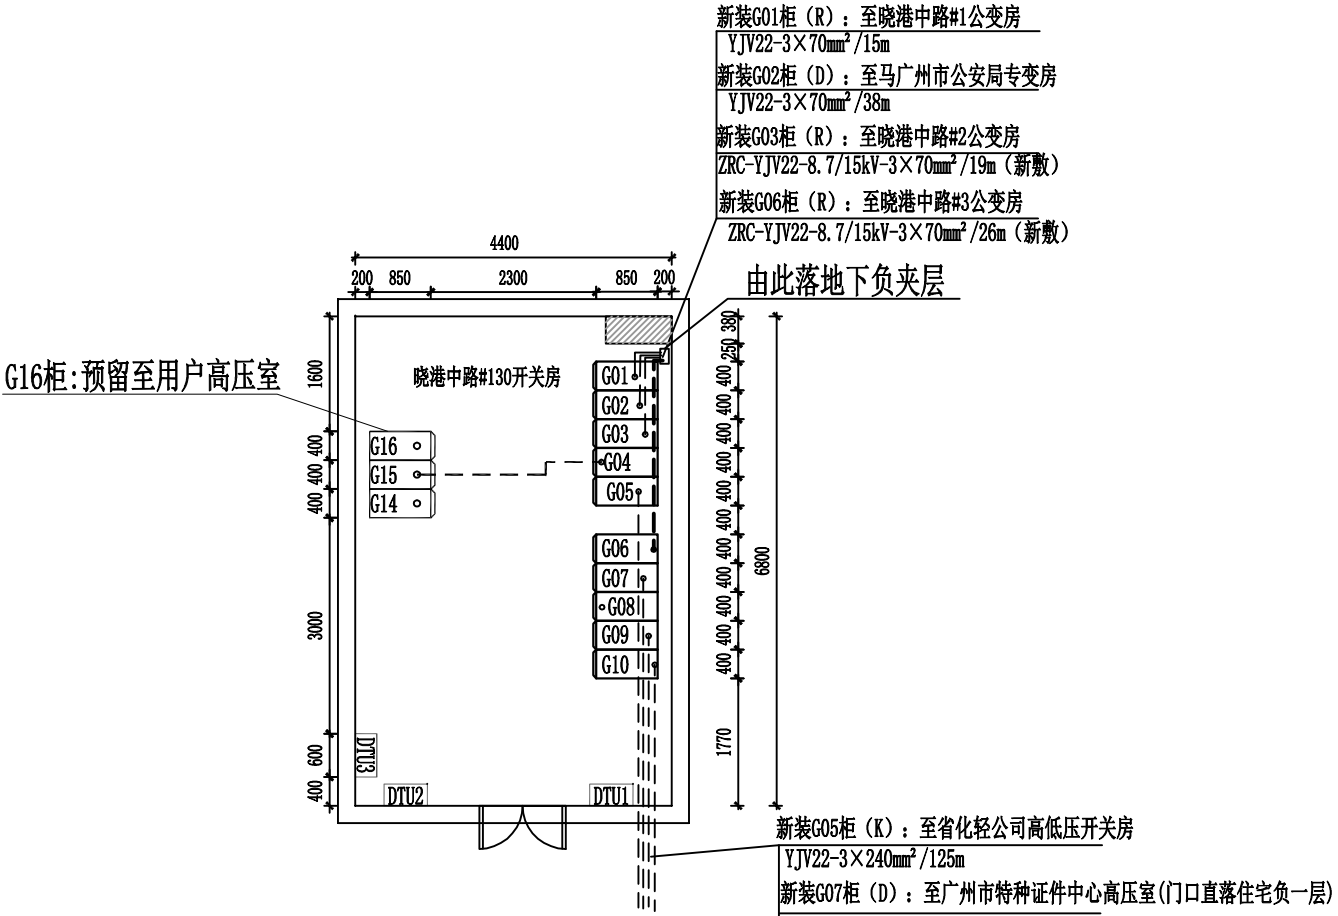 新装G01柜（R）：至晓港中路#1公变房
YJV22-3×70mm²/15m
新装G02柜（D）：至马广州市公安局专变房
YJV22-3×70mm²/38m
新装G03柜（R）：至晓港中路#2公变房
ZRC-YJV22-8.7/15kV-3×70mm²/19m（新敷）
新装G06柜（R）：至晓港中路#3公变房
ZRC-YJV22-8.7/15kV-3×70mm²/26m（新敷）
4400
200 850 2300 850 200
由此落地下负夹层
G16柜:预留至用户高压室
晓港中路#130开关房
1600
400
400
400
3000
600
400
G16
G15
G14
G01
G02
G03
G04
G05
G06
G07
G08
G09
G10
380
250
400
400
400
400
400
400
400
400
400
400
400
1770
6800
DTU3
DTU2
DTU1
新装G05柜（K）：至省化轻公司高低压开关房
YJV22-3×240mm²/125m
新装G07柜（D）：至广州市特种证件中心高压室(门口直落住宅负一层)